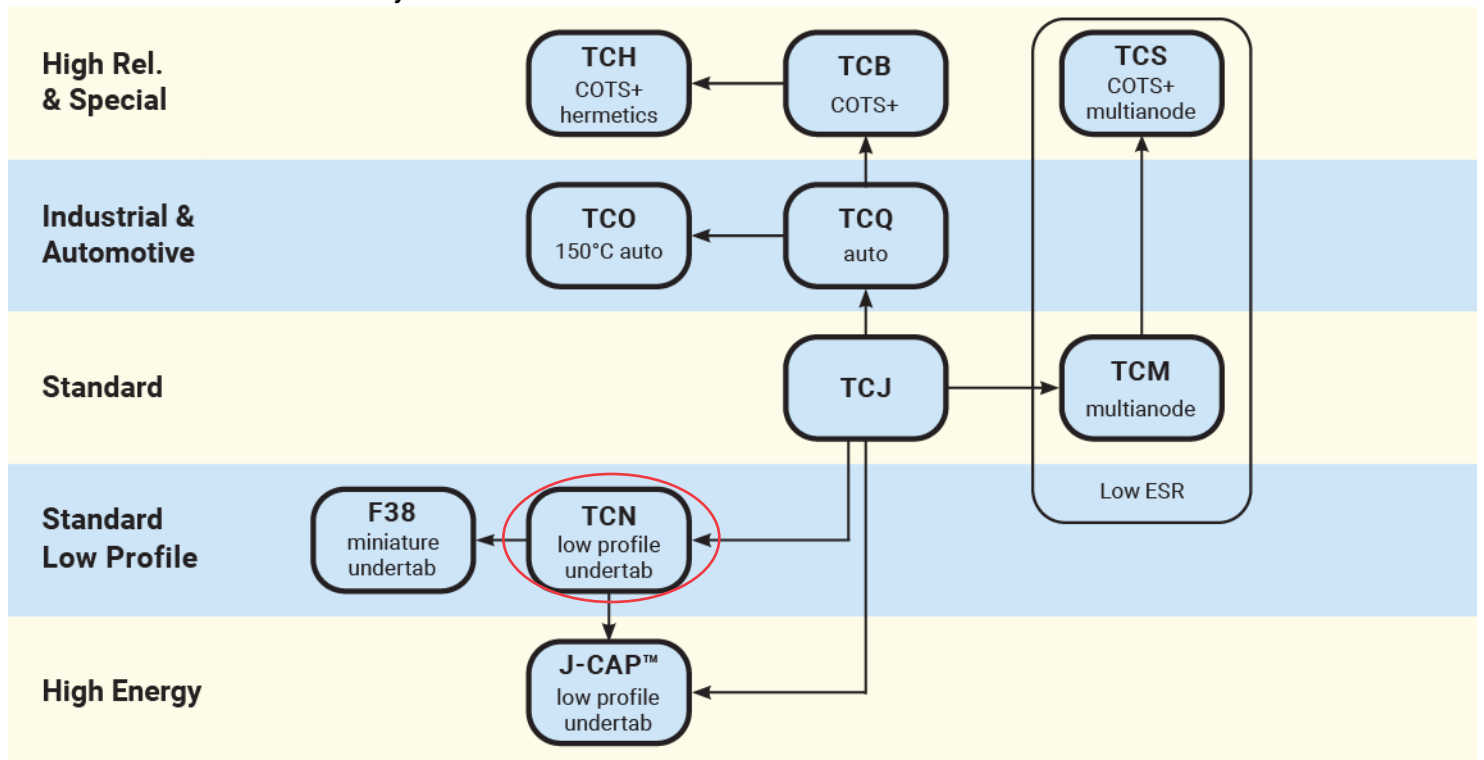 High Rel.
& Special
TCH
COTS+
hermetics
TCB
COTS+
TCS
COTS+
multianode
Industrial &
Automotive
TCO
150°C auto
TCQ
auto
Standard
TCJ
TCM
multianode
Low ESR
Standard
Low Profile
F38
miniature
undertab
TCN
low profile
undertab
High Energy
J-CAP™
low profile
undertab